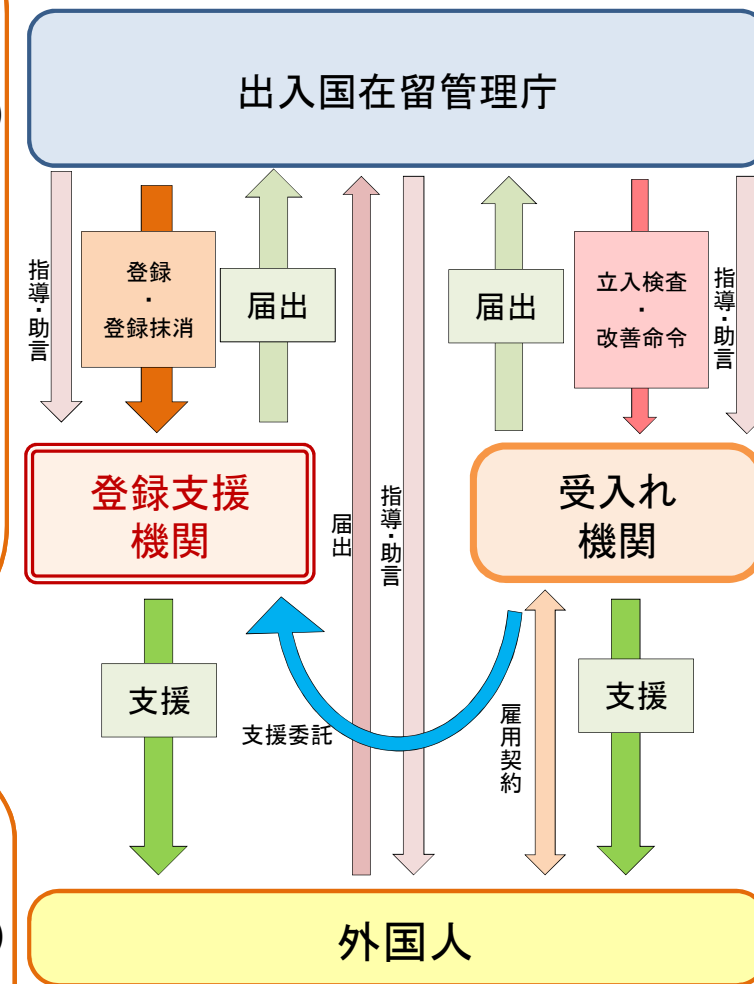 出入国在留管理庁
指導・助言
登録
・
登録抹消
届出
届出
立入検査
・
改善命令
指導・助言
登録支援
機関
届出
指導・助言
受入れ
機関
支援
支援委託
雇用契約
支援
外国人